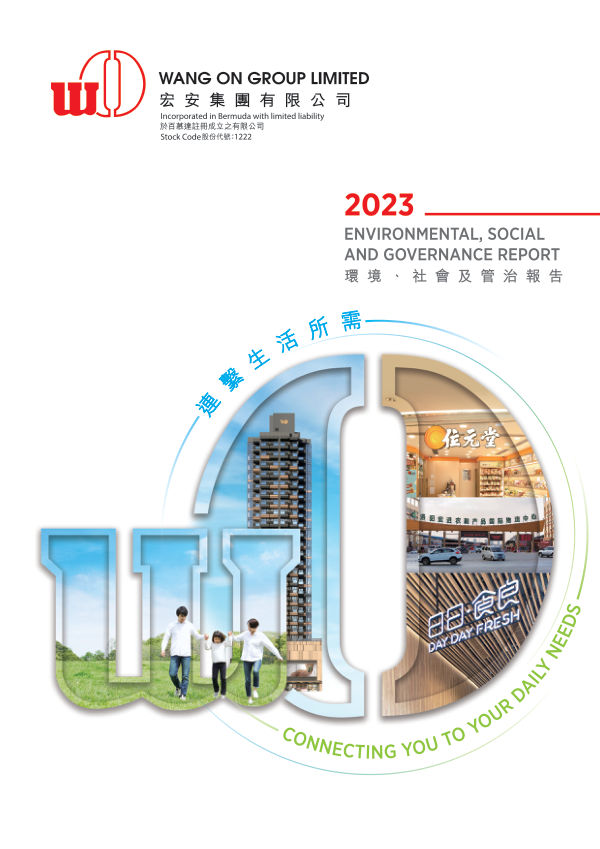 WANG ON GROUP LIMITED
宏安集團有限公司
Incorporated in Bermuda with limited liability
於百慕達註冊成立之有限公司
Stock Code股份代號:1222
2023
ENVIRONMENTAL, SOCIAL
AND GOVERNANCE REPORT
環境、社會及管治報告
連繫生活所需
位元堂
日日·食良
DAY DAY FRESH
CONNECTING YOU TO YOUR DAILY NEEDS